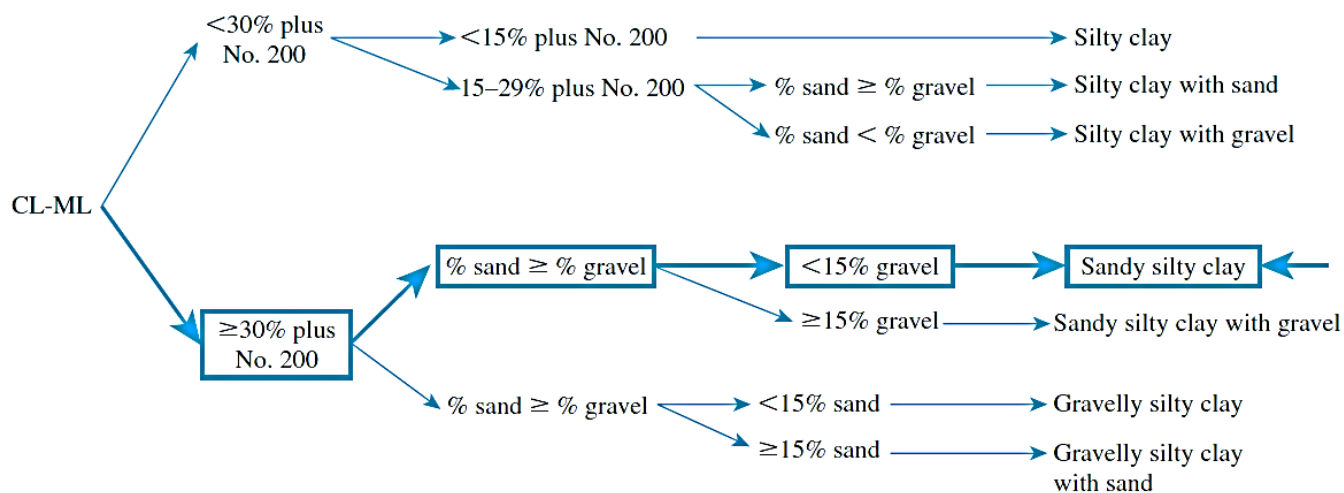 <30% plus
No. 200
<15% plus No. 200
Silty clay
15–29% plus No. 200
% sand ≥ % gravel
Silty clay with sand
% sand < % gravel
Silty clay with gravel
CL-ML
≥30% plus
No. 200
% sand ≥ % gravel
<15% gravel
Sandy silty clay
≥15% gravel
Sandy silty clay with gravel
% sand ≥ % gravel
<15% sand
Gravelly silty clay
≥15% sand
Gravelly silty clay
with sand